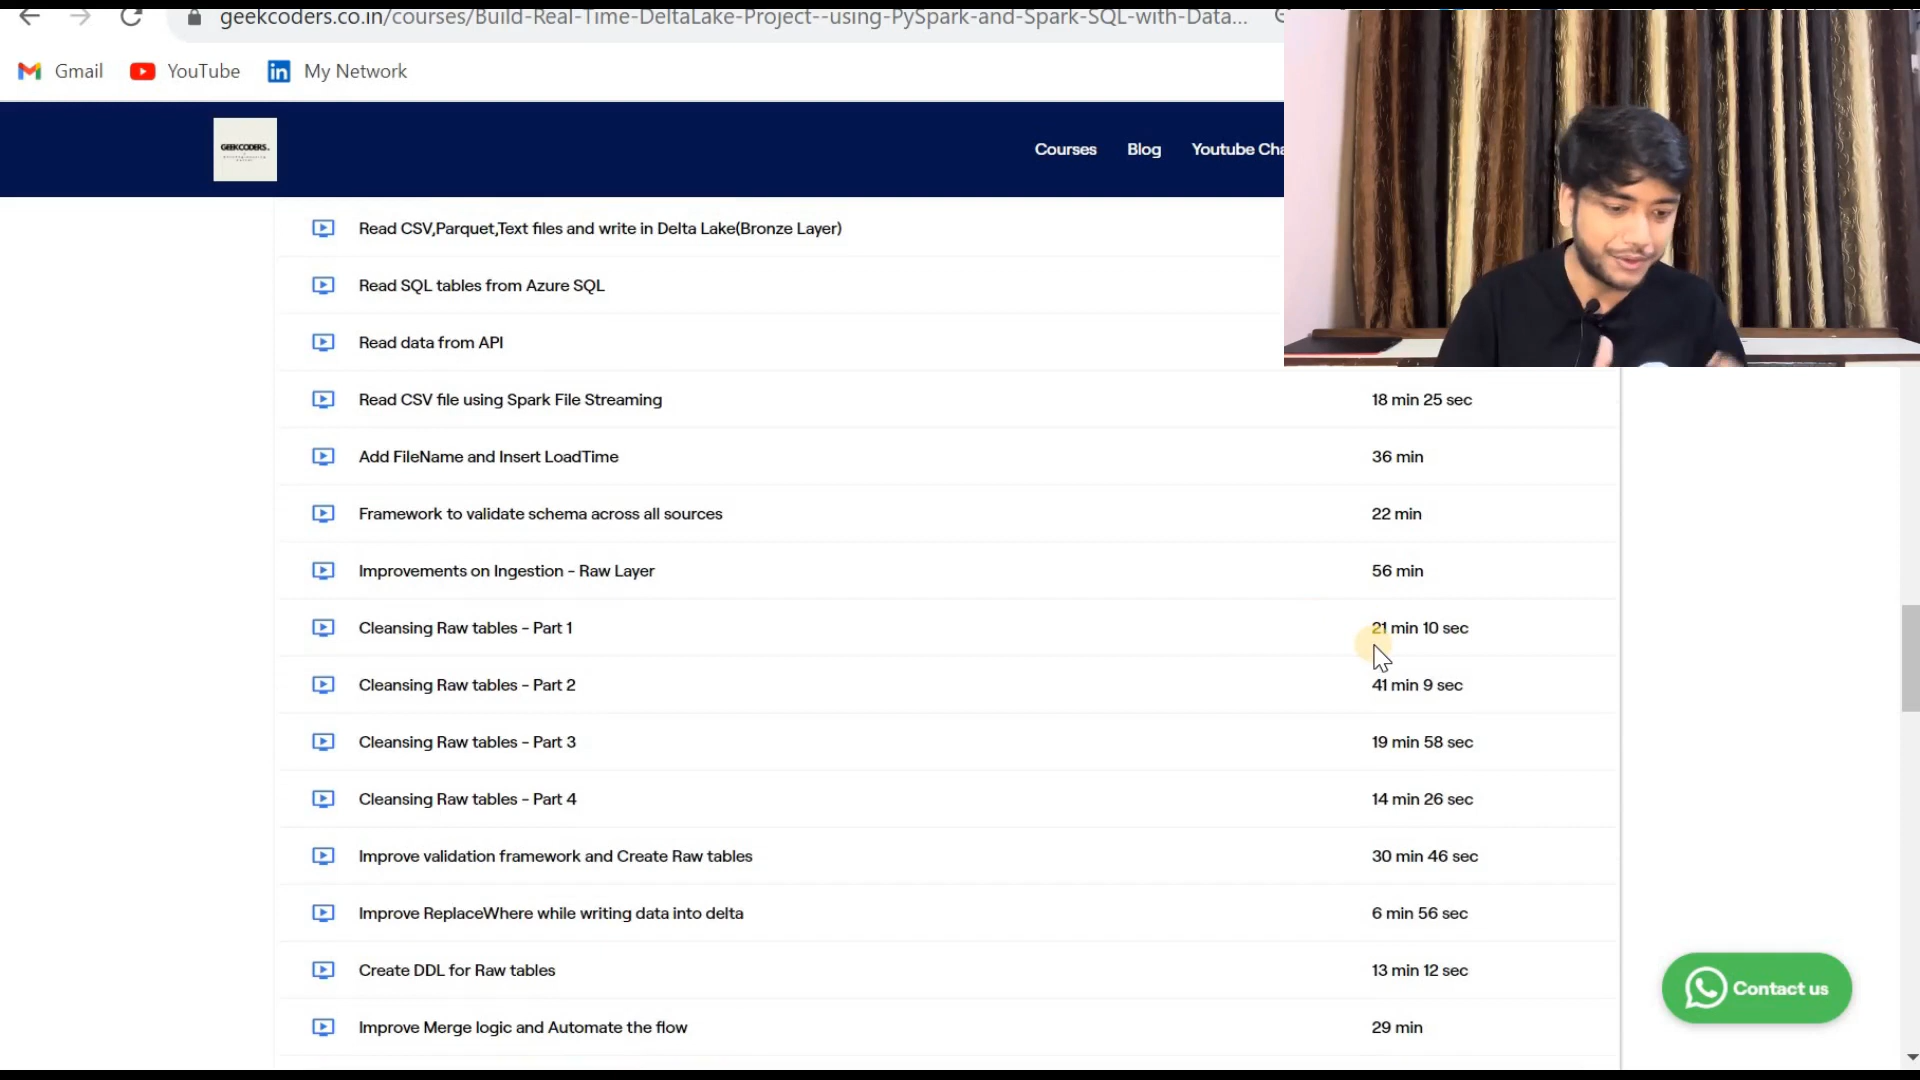 geekcoders.co.in/courses/Build-Real-Time-DeltaLake-Project--using-PySpark-and-Spark-SQL-with-Data...
Gmail YouTube My Network
GEEKCODERS.
Courses Blog Youtube Cha
Read CSV,Parquet,Text files and write in Delta Lake(Bronze Layer)
Read SQL tables from Azure SQL
Read data from API
Read CSV file using Spark File Streaming 18 min 25 sec
Add FileName and Insert LoadTime 36 min
Framework to validate schema across all sources 22 min
Improvements on Ingestion - Raw Layer 56 min
Cleansing Raw tables - Part 1 21 min 10 sec
Cleansing Raw tables - Part 2 41 min 9 sec
Cleansing Raw tables - Part 3 19 min 58 sec
Cleansing Raw tables - Part 4 14 min 26 sec
Improve validation framework and Create Raw tables 30 min 46 sec
Improve ReplaceWhere while writing data into delta 6 min 56 sec
Create DDL for Raw tables 13 min 12 sec
Improve Merge logic and Automate the flow 29 min
Contact us